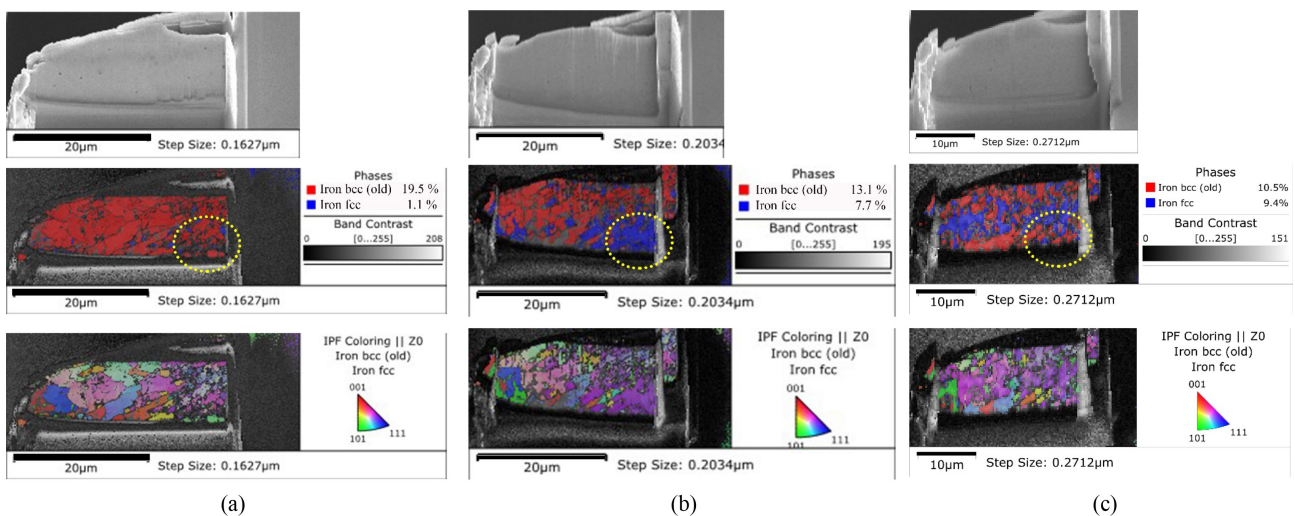 20μm Step Size: 0.1627μm
Phases
Iron bcc (old) 19.5 %
Iron fcc 1.1 %
Band Contrast
0 [0...255] 208
20μm Step Size: 0.1627μm
IPF Coloring || Z0
Iron bcc (old)
Iron fcc
001
101 111
20μm Step Size: 0.1627μm
(a)
20μm Step Size: 0.2034
Phases
Iron bcc (old) 13.1 %
Iron fcc 7.7 %
Band Contrast
0 [0...255] 195
20μm Step Size: 0.2034μm
IPF Coloring || Z0
Iron bcc (old)
Iron fcc
001
101 111
20μm Step Size: 0.2034μm
(b)
10μm Step Size: 0.2712μm
Phases
Iron bcc (old) 10.5%
Iron fcc 9.4%
Band Contrast
0 [0...255] 151
10μm Step Size: 0.2712μm
IPF Coloring || Z0
Iron bcc (old)
Iron fcc
001
101 111
10μm Step Size: 0.2712μm
(c)